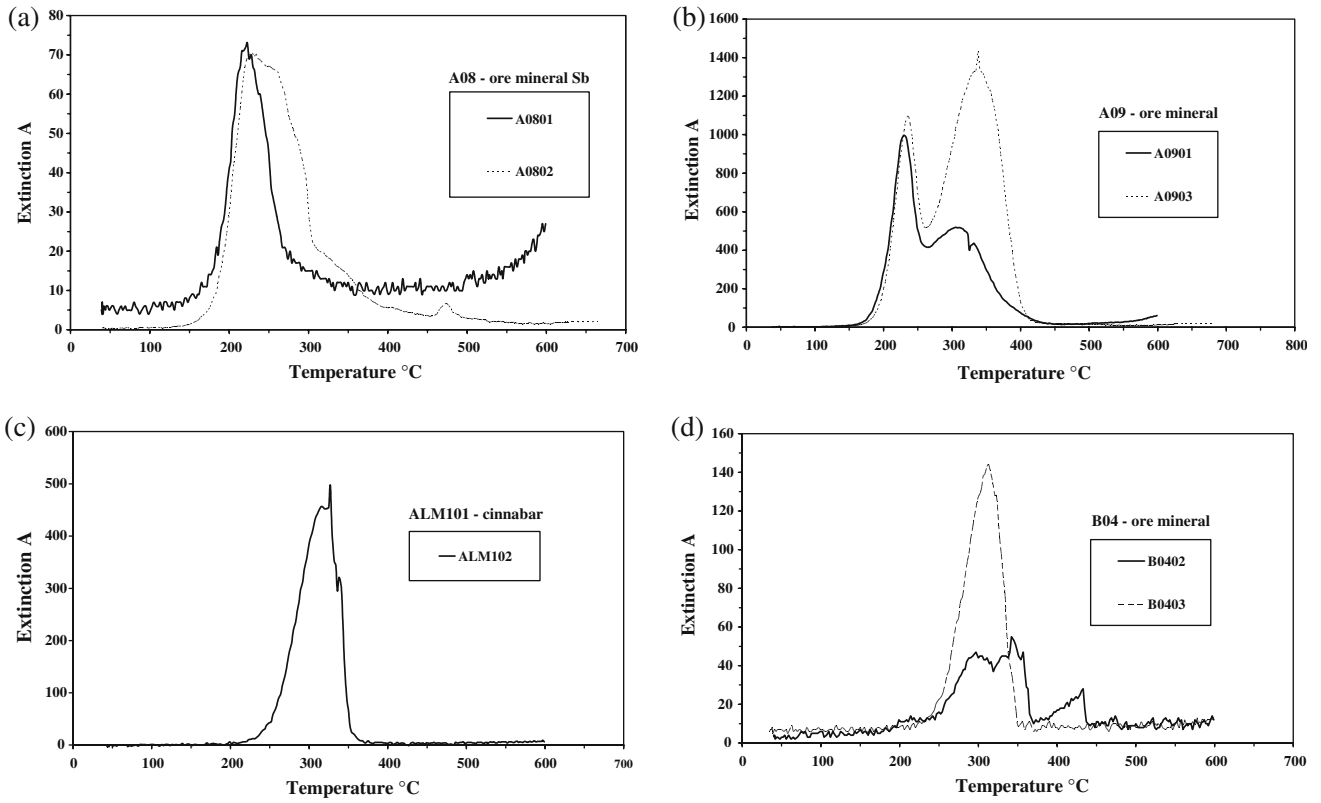 (a)
80
70
60
50
40
30
20
10
0
Extinction A
A08 - ore mineral Sb
A0801
A0802
0 100 200 300 400 500 600 700
Temperature °C
(b)
1600
1400
1200
1000
800
600
400
200
0
Extinction A
A09 - ore mineral
A0901
A0903
0 100 200 300 400 500 600 700 800
Temperature °C
(c)
600
500
400
300
200
100
0
Extinction A
ALM101 - cinnabar
ALM102
0 100 200 300 400 500 600 700
Temperature °C
(d)
160
140
120
100
80
60
40
20
0
Extinction A
B04 - ore mineral
B0402
B0403
0 100 200 300 400 500 600 700
Temperature °C